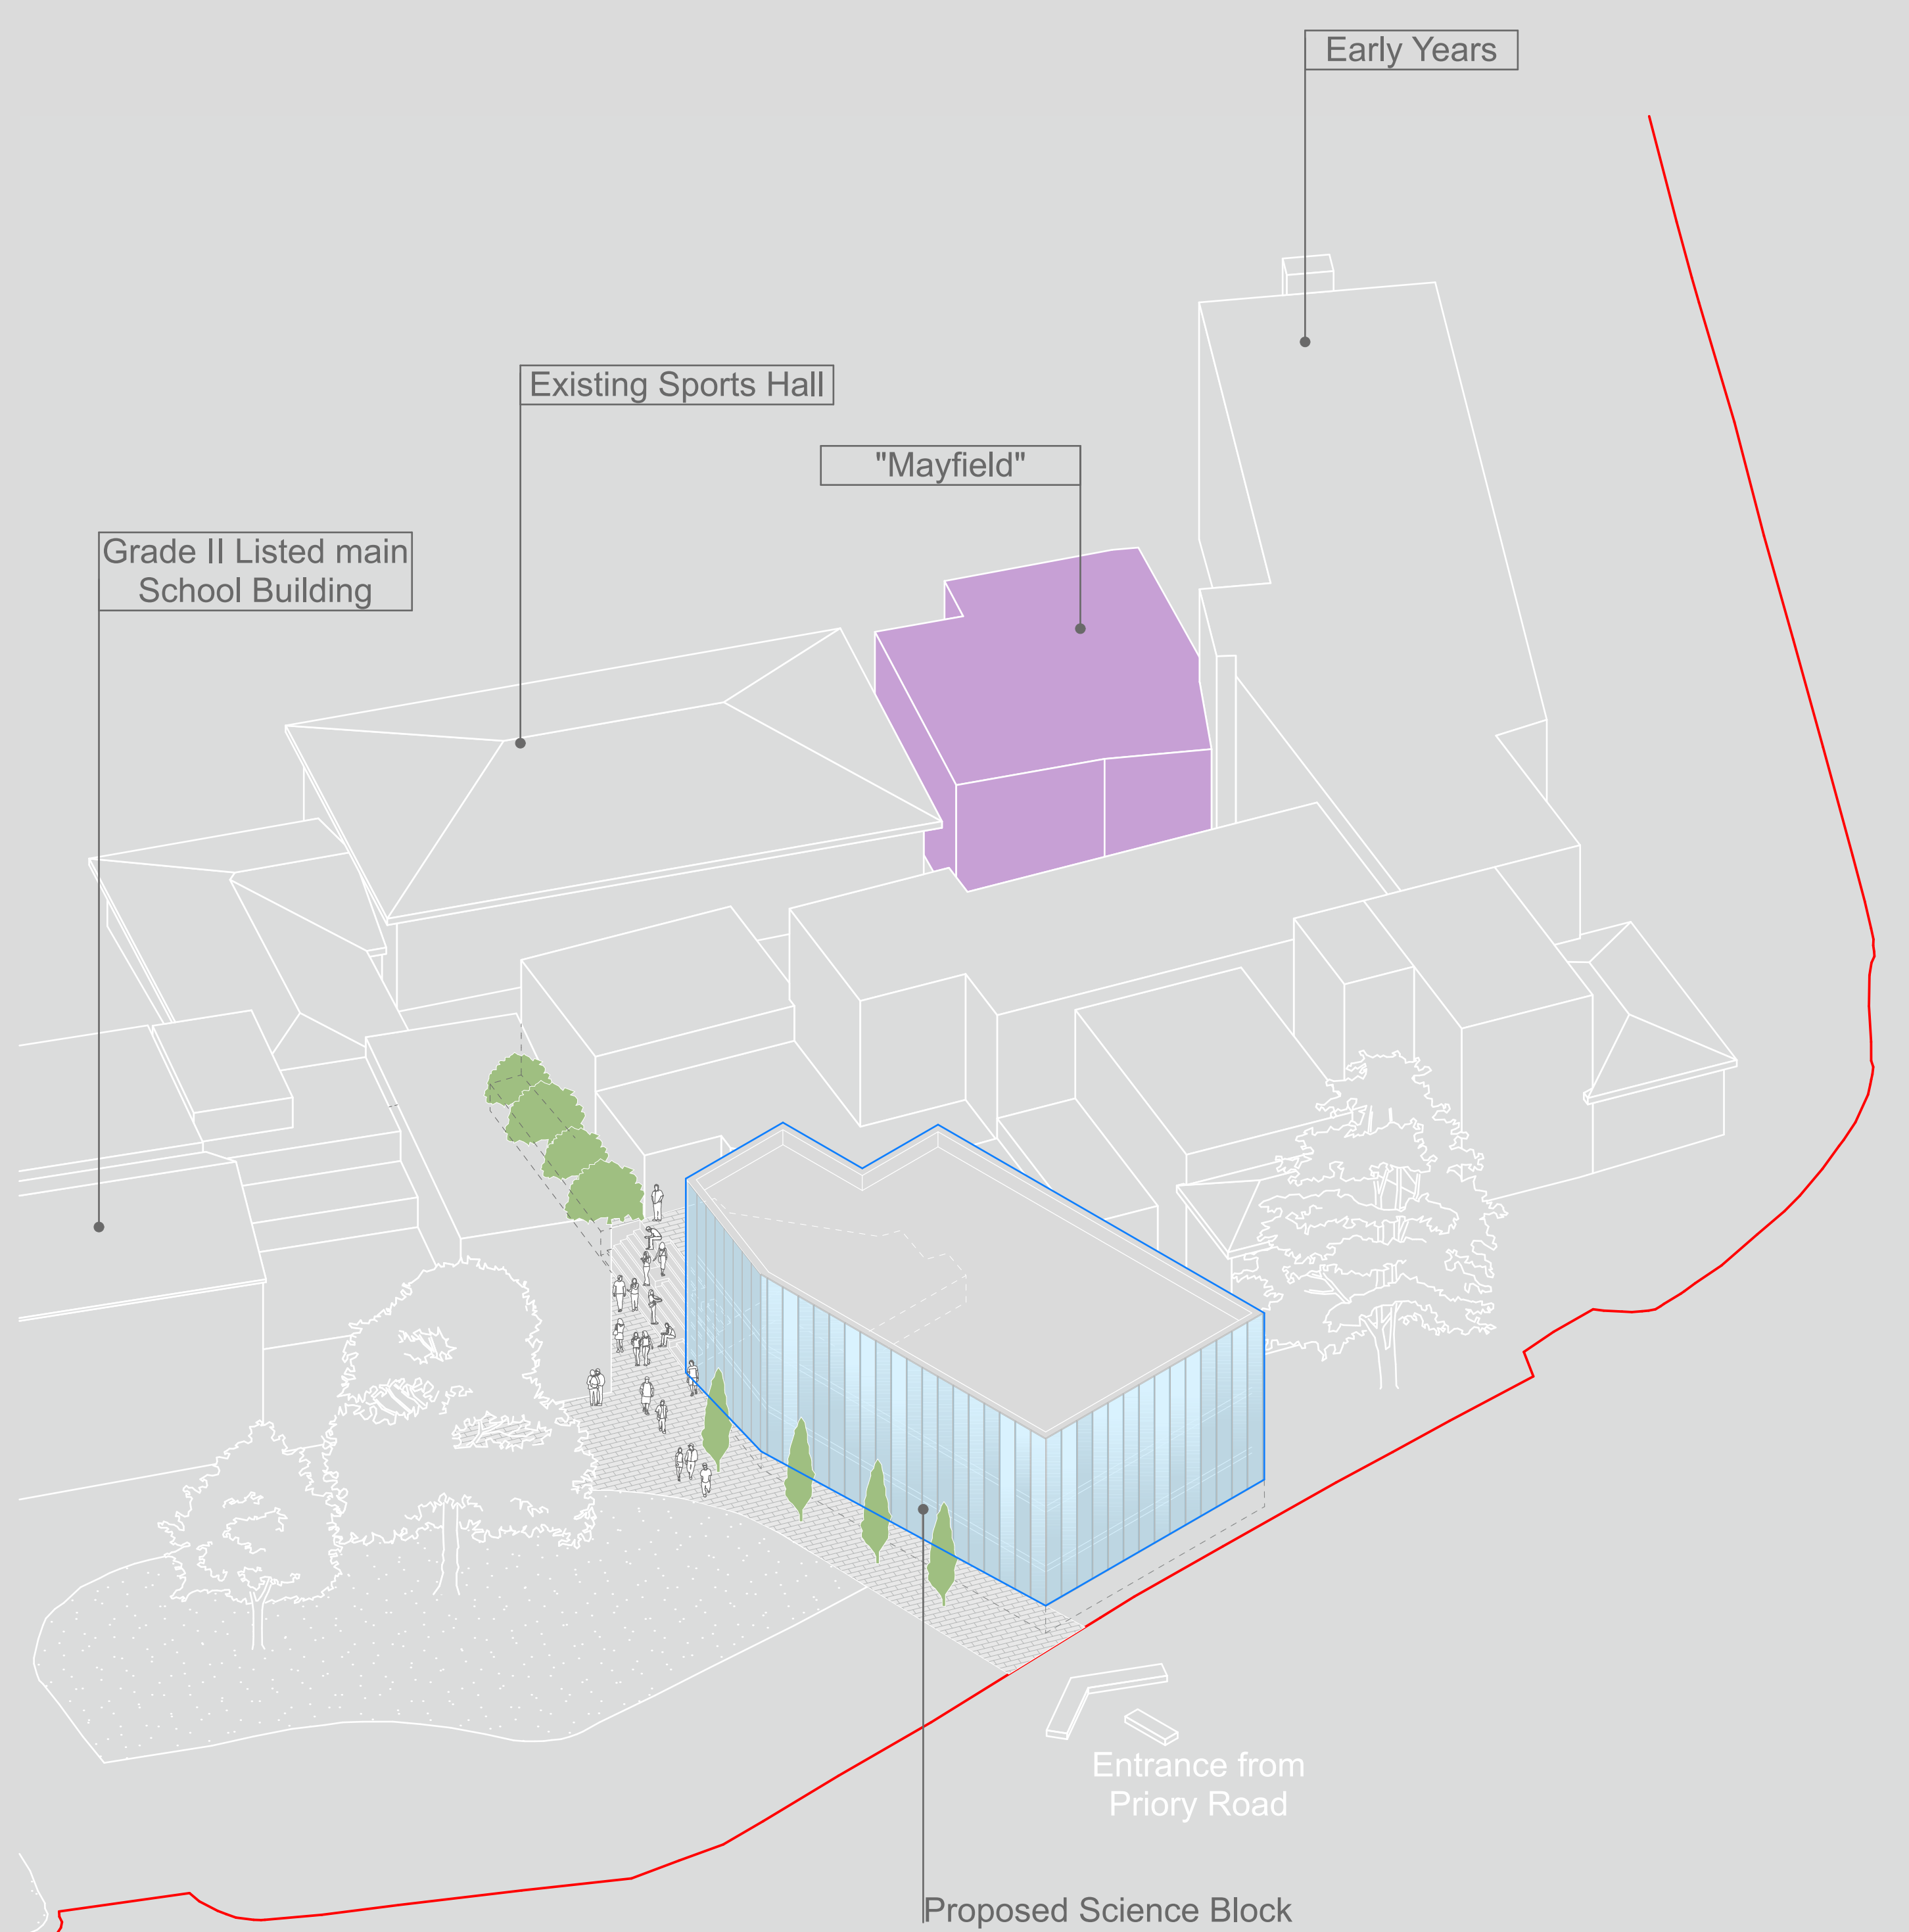 Early Years
Existing Sports Hall
"Mayfield"
Grade II Listed main
School Building
Entrance from
Priory Road
Proposed Science Block